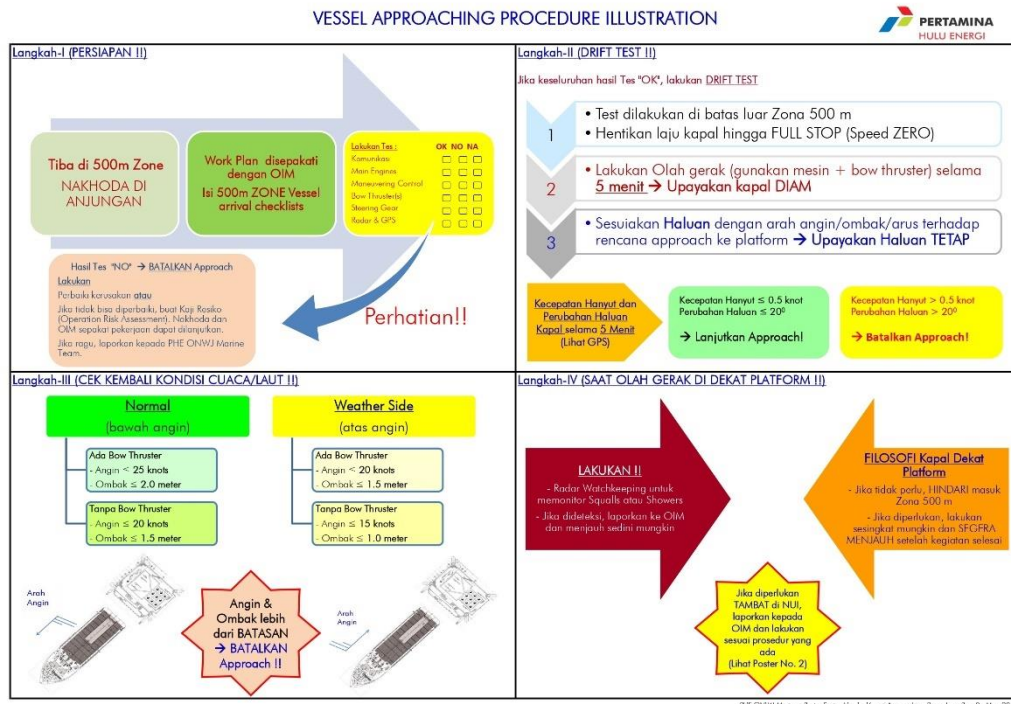 VESSEL APPROACHING PROCEDURE ILLUSTRATION
PERTAMINA
HULU ENERGI
Langkah-I (PERSIAPAN !!)
Tiba di 500m Zone
NAKHODA DI
ANJUNGAN
Work Plan disepakati
dengan OIM
Isi 500m ZONE Vessel
arrival checklists
Lakukan Tes : OK NO NA
Komunikasi
Main Engines
Maneuvering Control
Bow Thruster(s)
Steering Gear
Radar & GPS
Hasil Tes "NO" → BATALKAN Approach
Lakukan
Perbaiki kerusakan atau
Jika tidak bisa diperbaiki, buat Kaji Resiko
(Operation Risk Assessment). Nakhoda dan
OIM sepakat pekerjaan dapat dilanjutkan.
Jika ragu, laporkan kepada PHE ONWJ Marine
Team.
Perhatian!!
Langkah-II (DRIFT TEST !!)
Jika keseluruhan hasil Tes "OK", lakukan DRIFT TEST
1
• Test dilakukan di batas luar Zona 500 m
• Hentikan laju kapal hingga FULL STOP (Speed ZERO)
2
• Lakukan Olah gerak (gunakan mesin + bow thruster) selama
5 menit → Upayakan kapal DIAM
3
• Sesuiakan Haluan dengan arah angin/ombak/arus terhadap
rencana approach ke platform → Upayakan Haluan TETAP
Kecepatan Hanyut dan
Perubahan Haluan
Kapal selama 5 Menit
(Lihat GPS)
Kecepatan Hanyut ≤ 0.5 knot
Perubahan Haluan ≤ 20⁰
→ Lanjutkan Approach!
Kecepatan Hanyut > 0.5 knot
Perubahan Haluan > 20⁰
→ Batalkan Approach!
Langkah-III (CEK KEMBALI KONDISI CUACA/LAUT !!)
Normal
(bawah angin)
Ada Bow Thruster
- Angin < 25 knots
- Ombak ≤ 2.0 meter
Tanpa Bow Thruster
- Angin ≤ 20 knots
- Ombak ≤ 1.5 meter
Weather Side
(atas angin)
Ada Bow Thruster
- Angin < 20 knots
- Ombak ≤ 1.5 meter
Tanpa Bow Thruster
- Angin ≤ 15 knots
- Ombak ≤ 1.0 meter
Arah
Angin
Angin &
Ombak lebih
dari BATASAN
→ BATALKAN
Approach !!
Arah
Angin
Langkah-IV (SAAT OLAH GERAK DI DEKAT PLATFORM !!)
LAKUKAN !!
- Radar Watchkeeping untuk
memonitor Squalls atau Showers
- Jika dideteksi, laporkan ke OIM
dan menjauh sedini mungkin
FILOSOFI Kapal Dekat
Platform
- Jika tidak perlu, HINDARI masuk
Zona 500 m
- Jika diperlukan, lakukan
sesingkat mungkin dan SEGERA
MENJAUH setelah kegiatan selesai
Jika diperlukan
TAMBAT di NUI,
laporkan kepada
OIM dan lakukan
sesuai prosedur yang
ada
(Lihat Poster No. 2)